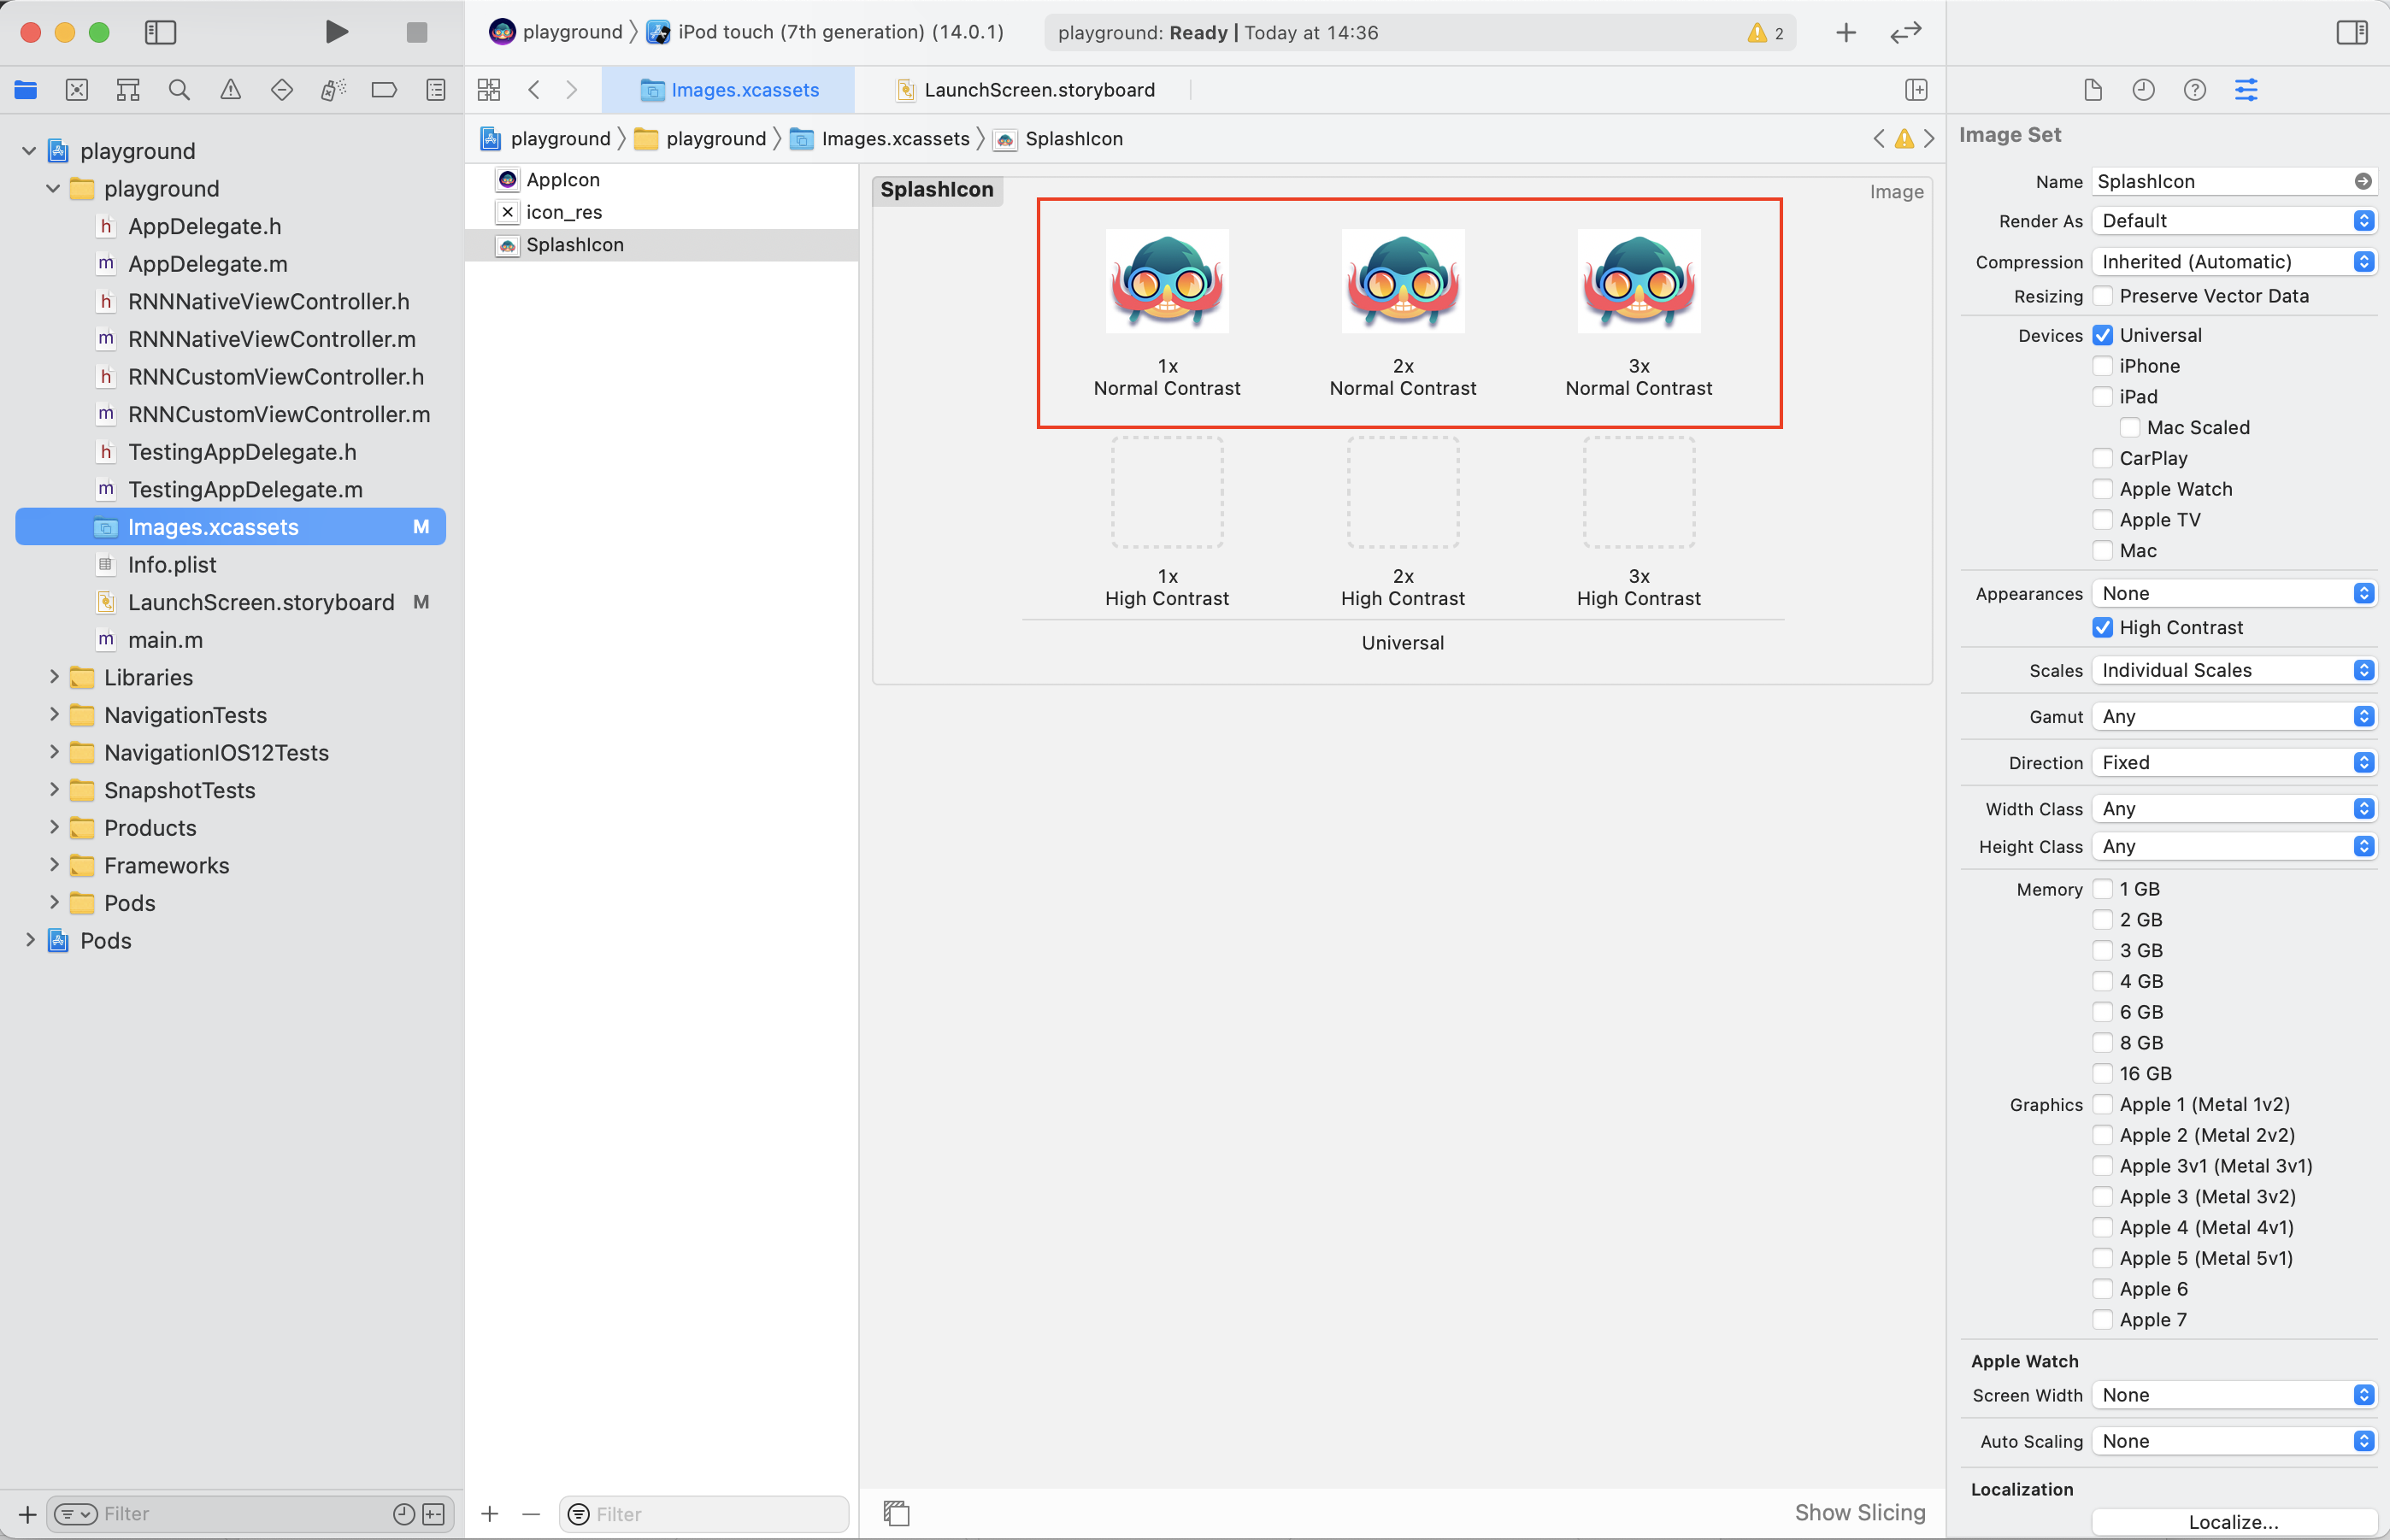 playground
iPod touch (7th generation) (14.0.1)
playground: Ready | Today at 14:36
2
Images.xcassets
LaunchScreen.storyboard
playground
playground
Images.xcassets
SplashIcon
playground
playground
h AppDelegate.h
m AppDelegate.m
h RNNNativeViewController.h
m RNNNativeViewController.m
h RNNCustomViewController.h
m RNNCustomViewController.m
h TestingAppDelegate.h
m TestingAppDelegate.m
Images.xcassets M
Info.plist
LaunchScreen.storyboard M
m main.m
Libraries
NavigationTests
NavigationIOS12Tests
SnapshotTests
Products
Frameworks
Pods
Pods
Filter
AppIcon
icon_res
SplashIcon
Filter
SplashIcon
Image
1x
Normal Contrast
2x
Normal Contrast
3x
Normal Contrast
1x
High Contrast
2x
High Contrast
3x
High Contrast
Universal
Show Slicing
Image Set
Name SplashIcon
Render As Default
Compression Inherited (Automatic)
Resizing Preserve Vector Data
Devices Universal
iPhone
iPad
Mac Scaled
CarPlay
Apple Watch
Apple TV
Mac
Appearances None
High Contrast
Scales Individual Scales
Gamut Any
Direction Fixed
Width Class Any
Height Class Any
Memory 1 GB
2 GB
3 GB
4 GB
6 GB
8 GB
16 GB
Graphics Apple 1 (Metal 1v2)
Apple 2 (Metal 2v2)
Apple 3v1 (Metal 3v1)
Apple 3 (Metal 3v2)
Apple 4 (Metal 4v1)
Apple 5 (Metal 5v1)
Apple 6
Apple 7
Apple Watch
Screen Width None
Auto Scaling None
Localization
Localize...